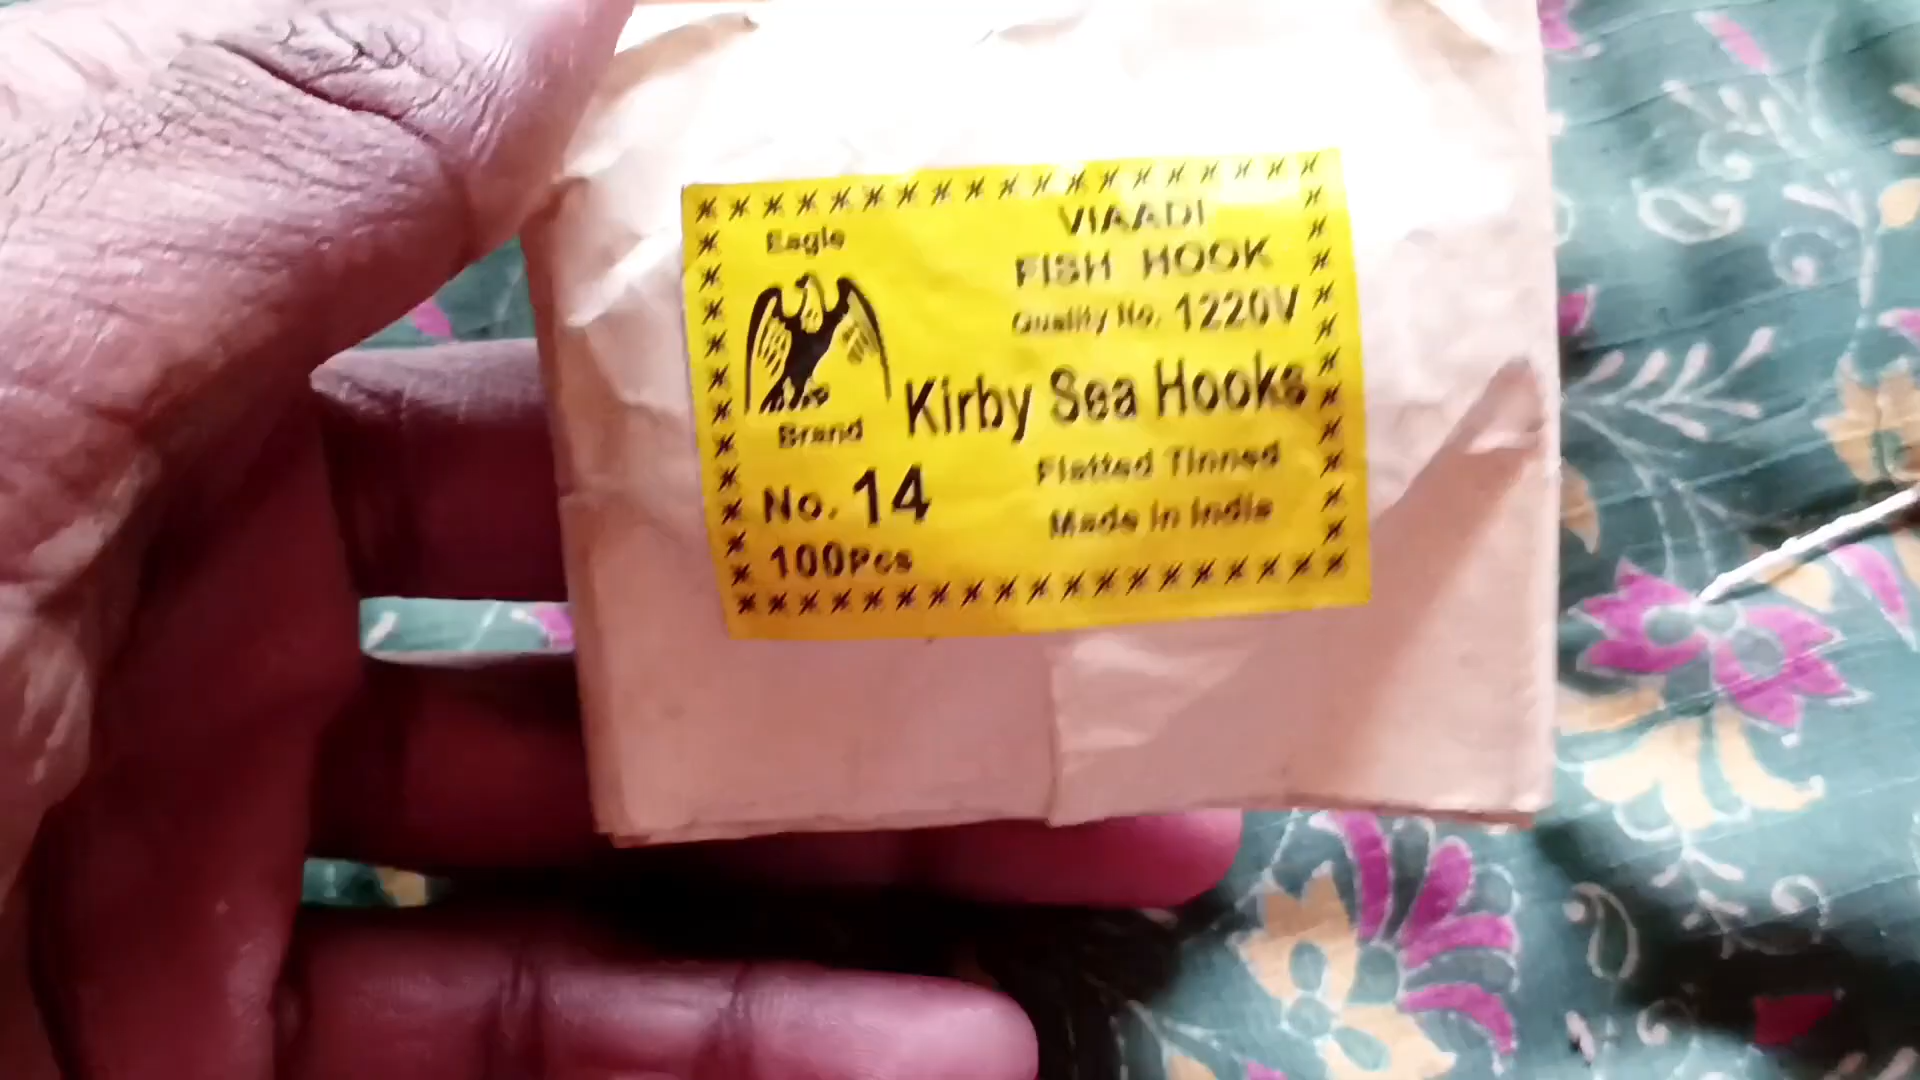 Eagle
Brand
No. 14
100Pcs
VIAADI
FISH HOOK
Quality No. 1220V
Kirby Sea Hooks
Flatted Tinned
Made in India